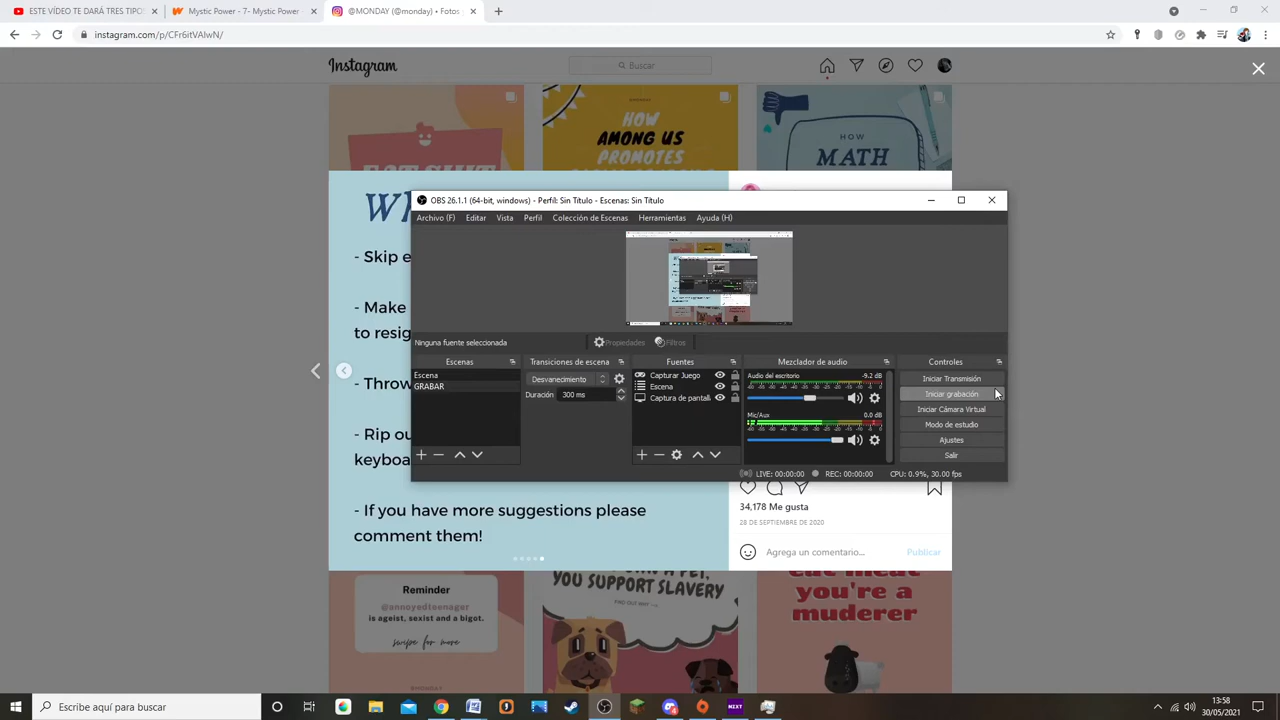 ESTE VÍDEO TE DARÁ TRES TIPO
Mystic Power - 7- Mystic Power
@MONDAY (@monday) • Fotos
instagram.com/p/CFr6itVAIwN/
Instagram
Buscar
HOW
AMONG US
PROMOTES
HOW
MATH
- Skip e
- Make
to resig
- Throw
- Rip ou
keyboa
- If you have more suggestions please
comment them!
OBS 26.1.1 (64-bit, windows) - Perfil: Sin Título - Escenas: Sin Título
Archivo (F)
Editar
Vista
Perfil
Colección de Escenas
Herramientas
Ayuda (H)
Ninguna fuente seleccionada
Propiedades
Filtros
Escenas
Transiciones de escena
Fuentes
Mezclador de audio
Controles
Escena
GRABAR
Desvanecimiento
Duración
300 ms
Capturar Juego
Escena
Captura de pantall
Audio del escritorio
-9.2 dB
Mic/Aux
0.0 dB
Iniciar Transmisión
Iniciar grabación
Iniciar Cámara Virtual
Modo de estudio
Ajustes
Salir
LIVE: 00:00:00
REC: 00:00:00
CPU: 0.9%, 30.00 fps
34,178 Me gusta
28 DE SEPTIEMBRE DE 2020
Agrega un comentario...
Publicar
Reminder
@annoyedteenager
is ageist, sexist and a bigot.
swipe for more
YOU SUPPORT SLAVERY
FIND OUT WHY
eat meat
you're a
muderer
Escribe aquí para buscar
NIXT
13:58
30/05/2021